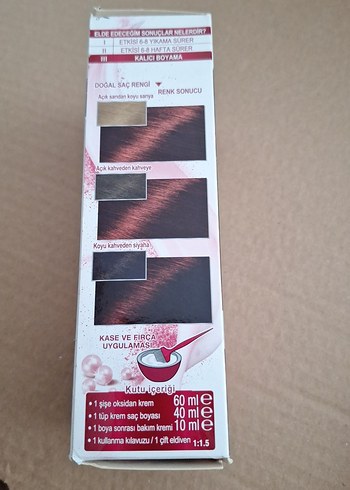 ELDE EDECEĞİM SONUÇLAR NELERDİR?
I ETKİSİ 6-8 YIKAMA SÜRER
II ETKİSİ 6-8 HAFTA SÜRER
III KALICI BOYAMA
DOĞAL SAÇ RENGİ
RENK SONUCU
Açık sarıdan koyu sarıya
Açık kahveden kahveye
Koyu kahveden siyaha
KASE VE FIRÇA
UYGULAMASI
Kutu içeriği
• 1 şişe oksidan krem 60 ml e
• 1 tüp krem saç boyası 40 ml e
• 1 boya sonrası bakım kremi 10 ml e
• 1 kullanma kılavuzu / 1 çift eldiven 1:1.5